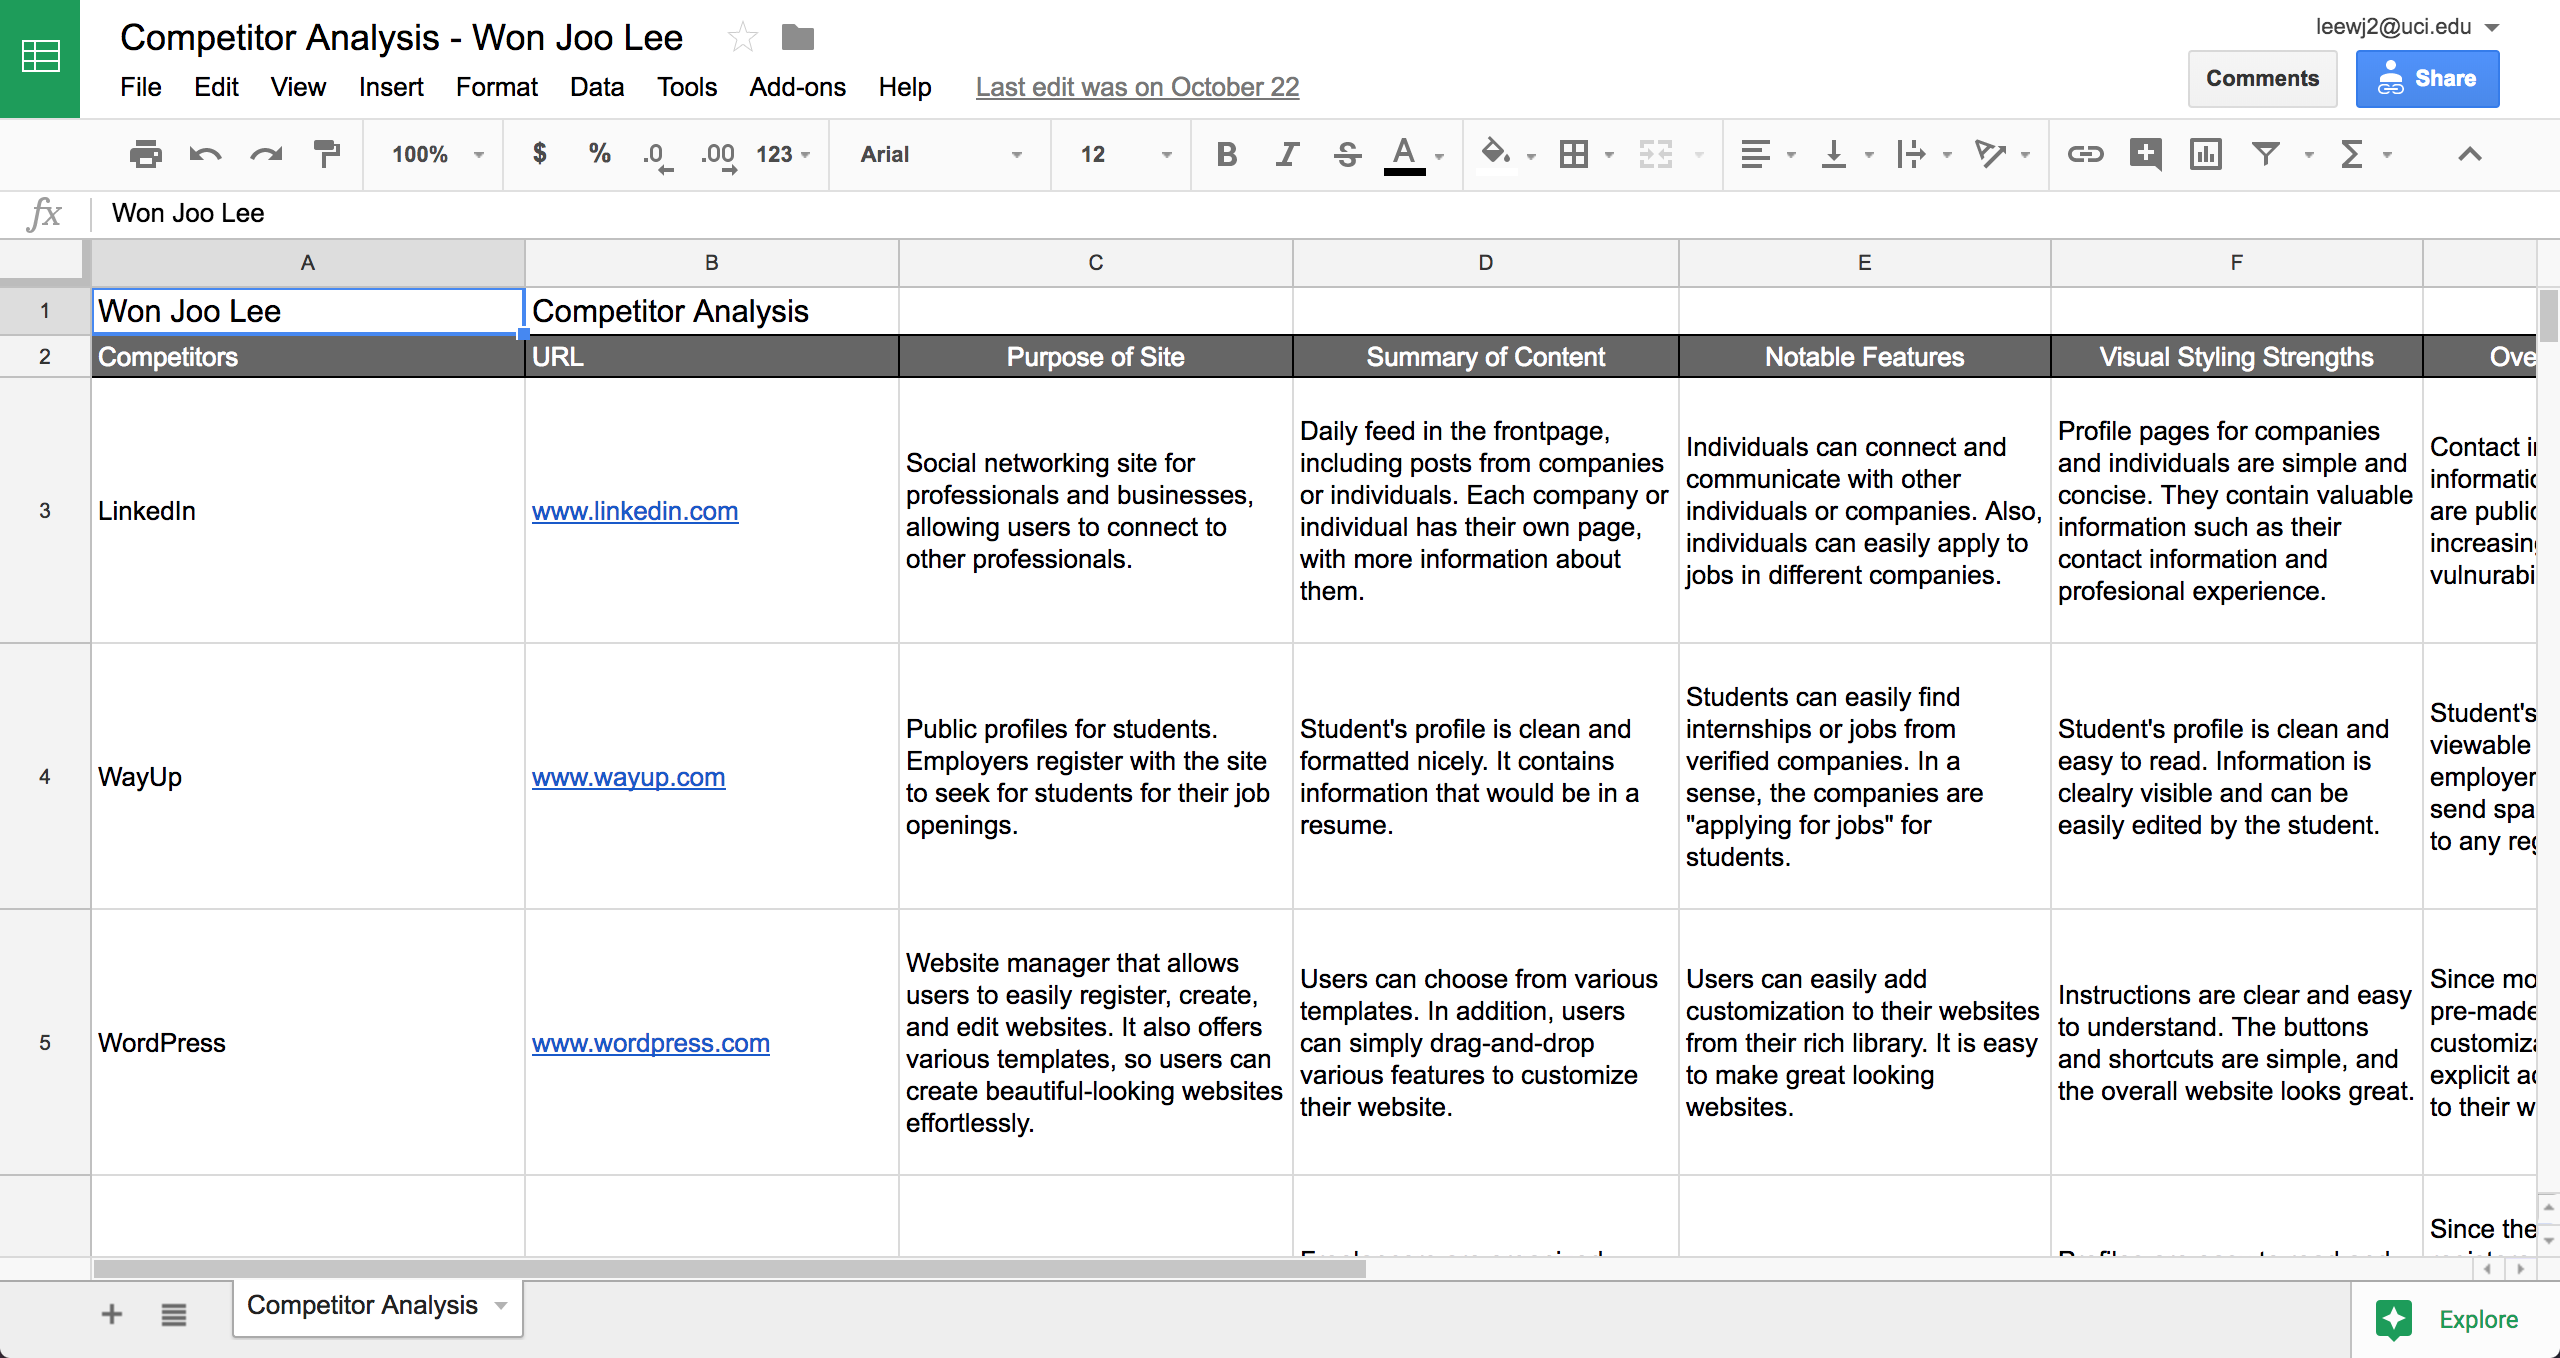 Competitor Analysis - Won Joo Lee
leewj2@uci.edu
File Edit View Insert Format Data Tools Add-ons Help Last edit was on October 22
Comments
Share
100% $ % .0 .00 123 Arial 12 B I S A
fx Won Joo Lee
A B C D E F
1 Won Joo Lee Competitor Analysis
2 Competitors URL Purpose of Site Summary of Content Notable Features Visual Styling Strengths
3
LinkedIn
www.linkedin.com
Social networking site for
professionals and businesses,
allowing users to connect to
other professionals.
Daily feed in the frontpage,
including posts from companies
or individuals. Each company or
individual has their own page,
with more information about
them.
Individuals can connect and
communicate with other
individuals or companies. Also,
individuals can easily apply to
jobs in different companies.
Profile pages for companies
and individuals are simple and
concise. They contain valuable
information such as their
contact information and
profesional experience.
Contact
are
4
WayUp
www.wayup.com
Public profiles for students.
Employers register with the site
to seek for students for their job
openings.
Student's profile is clean and
formatted nicely. It contains
information that would be in a
resume.
Students can easily find
internships or jobs from
verified companies. In a
sense, the companies are
"applying for jobs" for
students.
Student's profile is clean and
easy to read. Information is
clealry visible and can be
easily edited by the student.
Student's
viewable
send
to any
5
WordPress
www.wordpress.com
Website manager that allows
users to easily register, create,
and edit websites. It also offers
various templates, so users can
create beautiful-looking websites
effortlessly.
Users can choose from various
templates. In addition, users
can simply drag-and-drop
various features to customize
their website.
Users can easily add
customization to their websites
from their rich library. It is easy
to make great looking
websites.
Instructions are clear and easy
to understand. The buttons
and shortcuts are simple, and
the overall website looks great.
Since
explicit
to their
Since the
Competitor Analysis
Explore